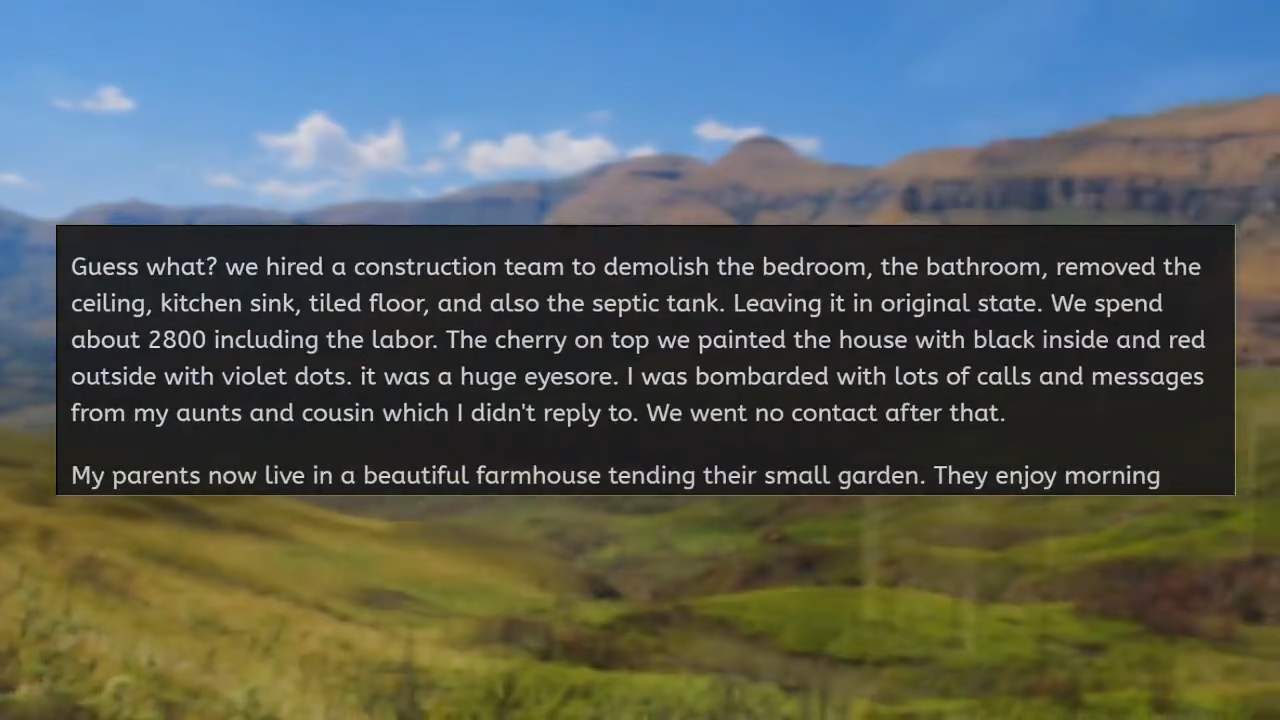 Guess what? we hired a construction team to demolish the bedroom, the bathroom, removed the
ceiling, kitchen sink, tiled floor, and also the septic tank. Leaving it in original state. We spend
about 2800 including the labor. The cherry on top we painted the house with black inside and red
outside with violet dots. it was a huge eyesore. I was bombarded with lots of calls and messages
from my aunts and cousin which I didn't reply to. We went no contact after that.
My parents now live in a beautiful farmhouse tending their small garden. They enjoy morning